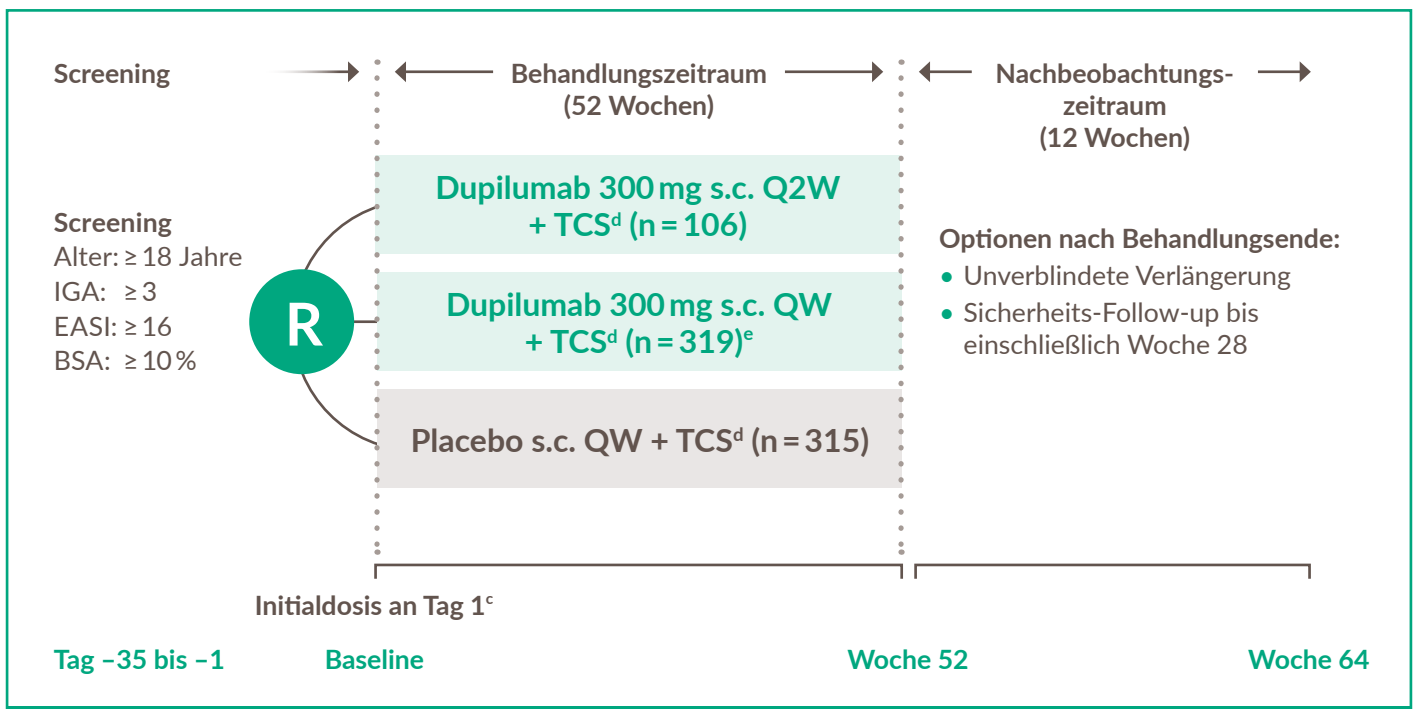 Screening
Behandlungszeitraum
(52 Wochen)
Nachbeobachtungs-
zeitraum
(12 Wochen)
Screening
Alter: ≥ 18 Jahre
IGA: ≥ 3
EASI: ≥ 16
BSA: ≥ 10 %
R
Dupilumab 300 mg s.c. Q2W
+ TCSᵈ (n = 106)
Dupilumab 300 mg s.c. QW
+ TCSᵈ (n = 319)ᵉ
Placebo s.c. QW + TCSᵈ (n = 315)
Optionen nach Behandlungsende:
• Unverblindete Verlängerung
• Sicherheits-Follow-up bis
einschließlich Woche 28
Initialdosis an Tag 1ᶜ
Tag –35 bis –1
Baseline
Woche 52
Woche 64